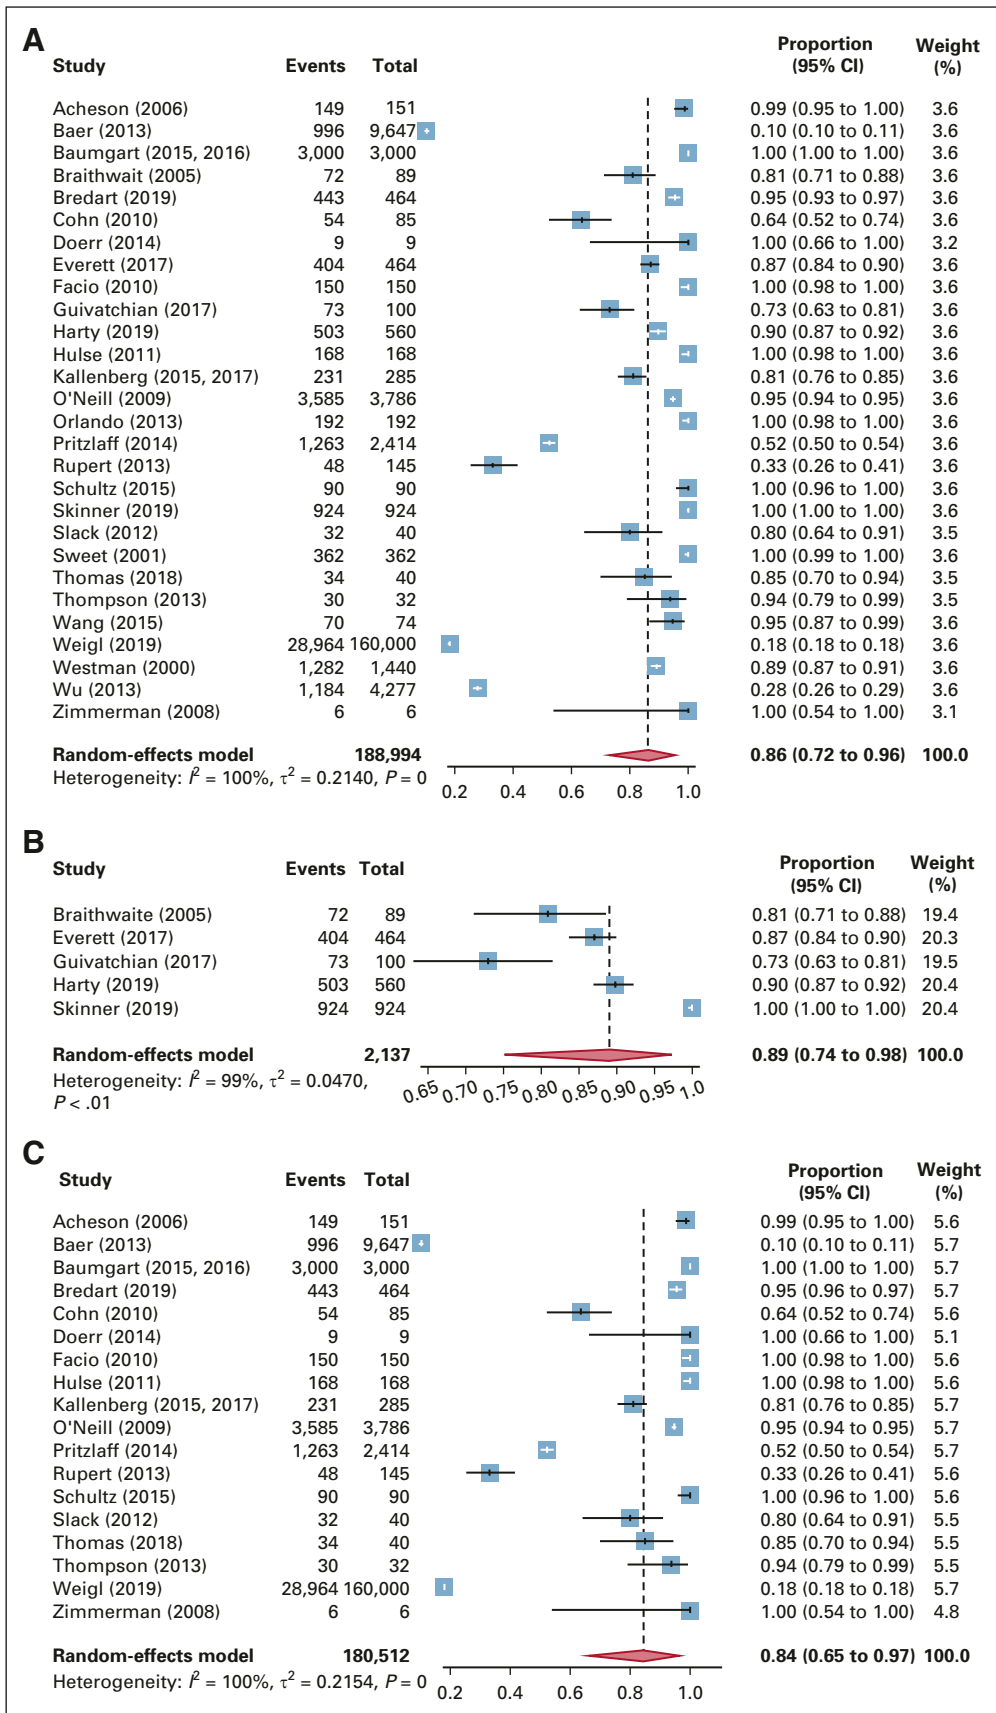 A
Study Events Total Proportion (95% CI) Weight (%)
Acheson (2006) 149 151 0.99 (0.95 to 1.00) 3.6
Baer (2013) 996 9,647 0.10 (0.10 to 0.11) 3.6
Baumgart (2015, 2016) 3,000 3,000 1.00 (1.00 to 1.00) 3.6
Braithwait (2005) 72 89 0.81 (0.71 to 0.88) 3.6
Bredart (2019) 443 464 0.95 (0.93 to 0.97) 3.6
Cohn (2010) 54 85 0.64 (0.52 to 0.74) 3.6
Doerr (2014) 9 9 1.00 (0.66 to 1.00) 3.2
Everett (2017) 404 464 0.87 (0.84 to 0.90) 3.6
Facio (2010) 150 150 1.00 (0.98 to 1.00) 3.6
Guivatchian (2017) 73 100 0.73 (0.63 to 0.81) 3.6
Harty (2019) 503 560 0.90 (0.87 to 0.92) 3.6
Hulse (2011) 168 168 1.00 (0.98 to 1.00) 3.6
Kallenberg (2015, 2017) 231 285 0.81 (0.76 to 0.85) 3.6
O'Neill (2009) 3,585 3,786 0.95 (0.94 to 0.95) 3.6
Orlando (2013) 192 192 1.00 (0.98 to 1.00) 3.6
Pritzlaff (2014) 1,263 2,414 0.52 (0.50 to 0.54) 3.6
Rupert (2013) 48 145 0.33 (0.26 to 0.41) 3.6
Schultz (2015) 90 90 1.00 (0.96 to 1.00) 3.6
Skinner (2019) 924 924 1.00 (1.00 to 1.00) 3.6
Slack (2012) 32 40 0.80 (0.64 to 0.91) 3.5
Sweet (2001) 362 362 1.00 (0.99 to 1.00) 3.6
Thomas (2018) 34 40 0.85 (0.70 to 0.94) 3.5
Thompson (2013) 30 32 0.94 (0.79 to 0.99) 3.5
Wang (2015) 70 74 0.95 (0.87 to 0.99) 3.6
Weigl (2019) 28,964 160,000 0.18 (0.18 to 0.18) 3.6
Westman (2000) 1,282 1,440 0.89 (0.87 to 0.91) 3.6
Wu (2013) 1,184 4,277 0.28 (0.26 to 0.29) 3.6
Zimmerman (2008) 6 6 1.00 (0.54 to 1.00) 3.1
Random-effects model 188,994 0.86 (0.72 to 0.96) 100.0
Heterogeneity: I² = 100%, τ² = 0.2140, P = 0
0.2 0.4 0.6 0.8 1.0
B
Study Events Total Proportion (95% CI) Weight (%)
Braithwaite (2005) 72 89 0.81 (0.71 to 0.88) 19.4
Everett (2017) 404 464 0.87 (0.84 to 0.90) 20.3
Guivatchian (2017) 73 100 0.73 (0.63 to 0.81) 19.5
Harty (2019) 503 560 0.90 (0.87 to 0.92) 20.4
Skinner (2019) 924 924 1.00 (1.00 to 1.00) 20.4
Random-effects model 2,137 0.89 (0.74 to 0.98) 100.0
Heterogeneity: I² = 99%, τ² = 0.0470,
P < .01
0.65 0.70 0.75 0.80 0.85 0.90 0.95 1.0
C
Study Events Total Proportion (95% CI) Weight (%)
Acheson (2006) 149 151 0.99 (0.95 to 1.00) 5.6
Baer (2013) 996 9,647 0.10 (0.10 to 0.11) 5.7
Baumgart (2015, 2016) 3,000 3,000 1.00 (1.00 to 1.00) 5.7
Bredart (2019) 443 464 0.95 (0.96 to 0.97) 5.7
Cohn (2010) 54 85 0.64 (0.52 to 0.74) 5.6
Doerr (2014) 9 9 1.00 (0.66 to 1.00) 5.1
Facio (2010) 150 150 1.00 (0.98 to 1.00) 5.6
Hulse (2011) 168 168 1.00 (0.98 to 1.00) 5.6
Kallenberg (2015, 2017) 231 285 0.81 (0.76 to 0.85) 5.7
O'Neill (2009) 3,585 3,786 0.95 (0.94 to 0.95) 5.7
Pritzlaff (2014) 1,263 2,414 0.52 (0.50 to 0.54) 5.7
Rupert (2013) 48 145 0.33 (0.26 to 0.41) 5.6
Schultz (2015) 90 90 1.00 (0.96 to 1.00) 5.6
Slack (2012) 32 40 0.80 (0.64 to 0.91) 5.5
Thomas (2018) 34 40 0.85 (0.70 to 0.94) 5.5
Thompson (2013) 30 32 0.94 (0.79 to 0.99) 5.5
Weigl (2019) 28,964 160,000 0.18 (0.18 to 0.18) 5.7
Zimmerman (2008) 6 6 1.00 (0.54 to 1.00) 4.8
Random-effects model 180,512 0.84 (0.65 to 0.97) 100.0
Heterogeneity: I² = 100%, τ² = 0.2154, P = 0
0.2 0.4 0.6 0.8 1.0